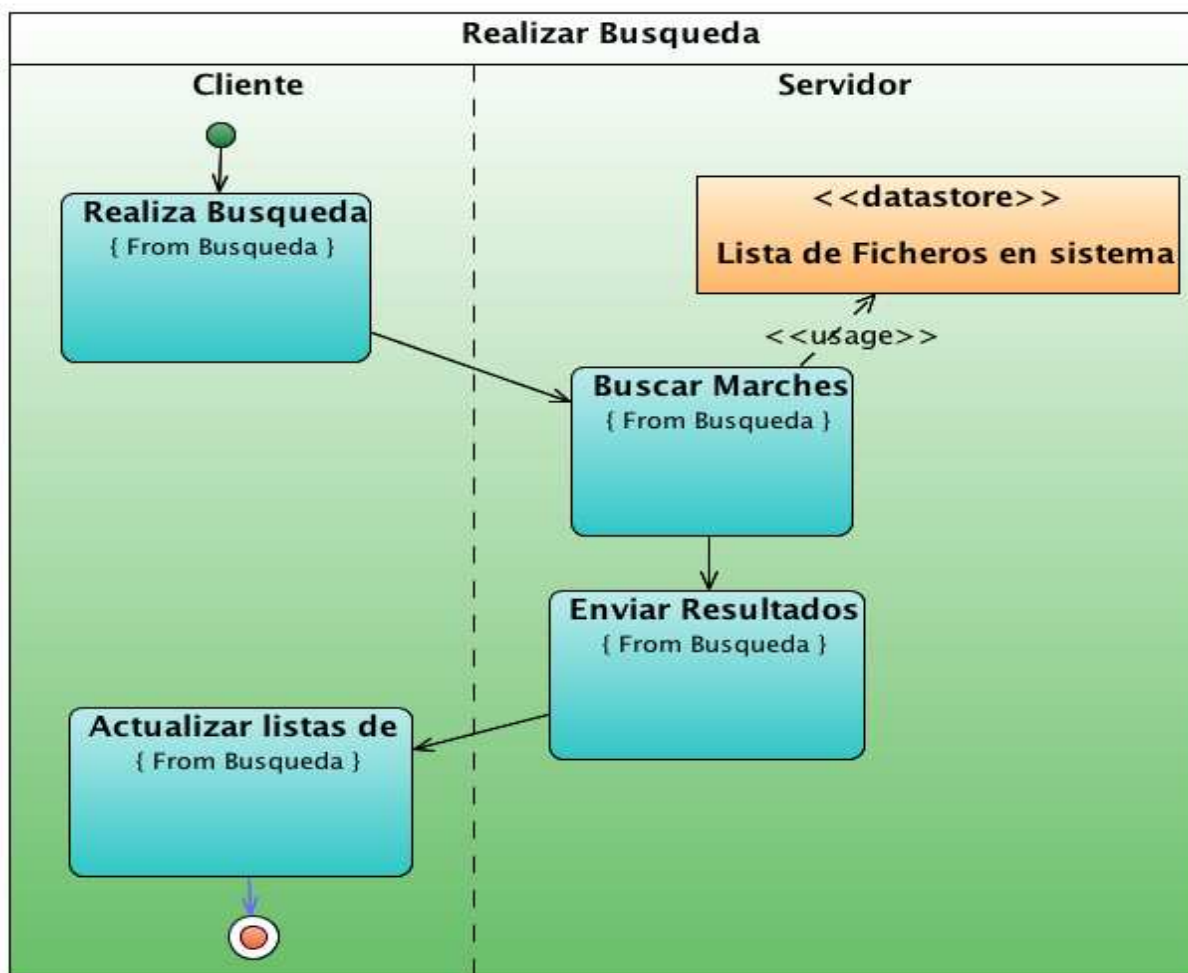 Realizar Busqueda
Cliente
Servidor
Realiza Busqueda
{ From Busqueda }
<<datastore>>
Lista de Ficheros en sistema
<<usage>>
Buscar Marches
{ From Busqueda }
Enviar Resultados
{ From Busqueda }
Actualizar listas de
{ From Busqueda }